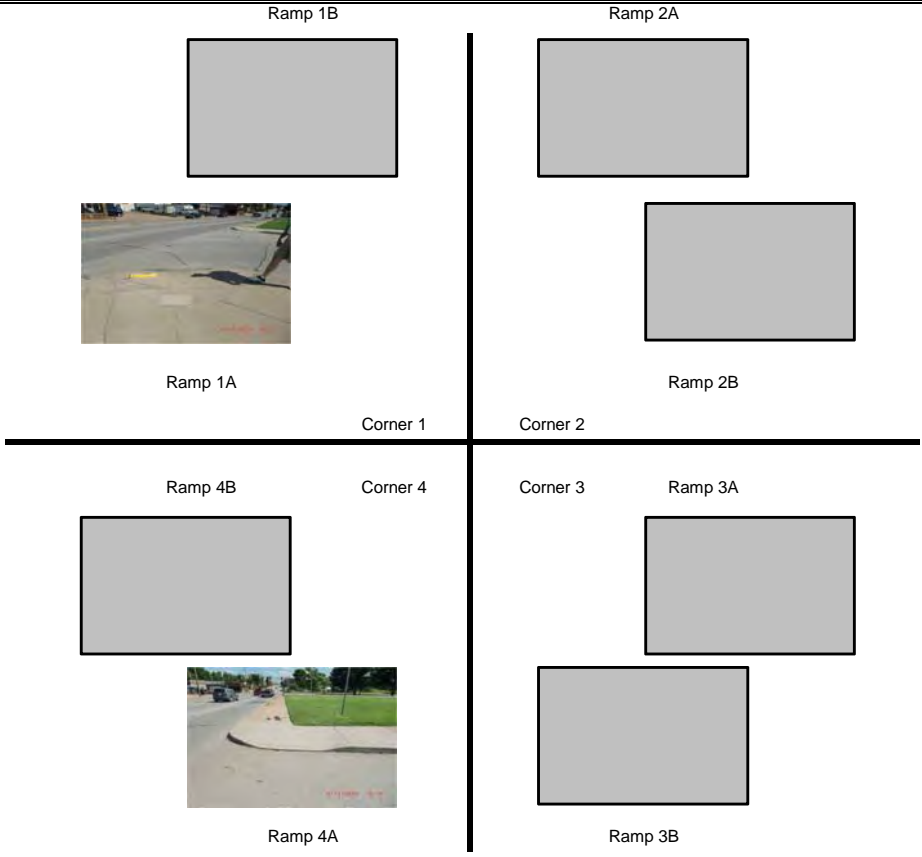 Ramp 1B Ramp 2A
Ramp 1A Ramp 2B
Corner 1 Corner 2
Ramp 4B Corner 4 Corner 3 Ramp 3A
Ramp 4A Ramp 3B